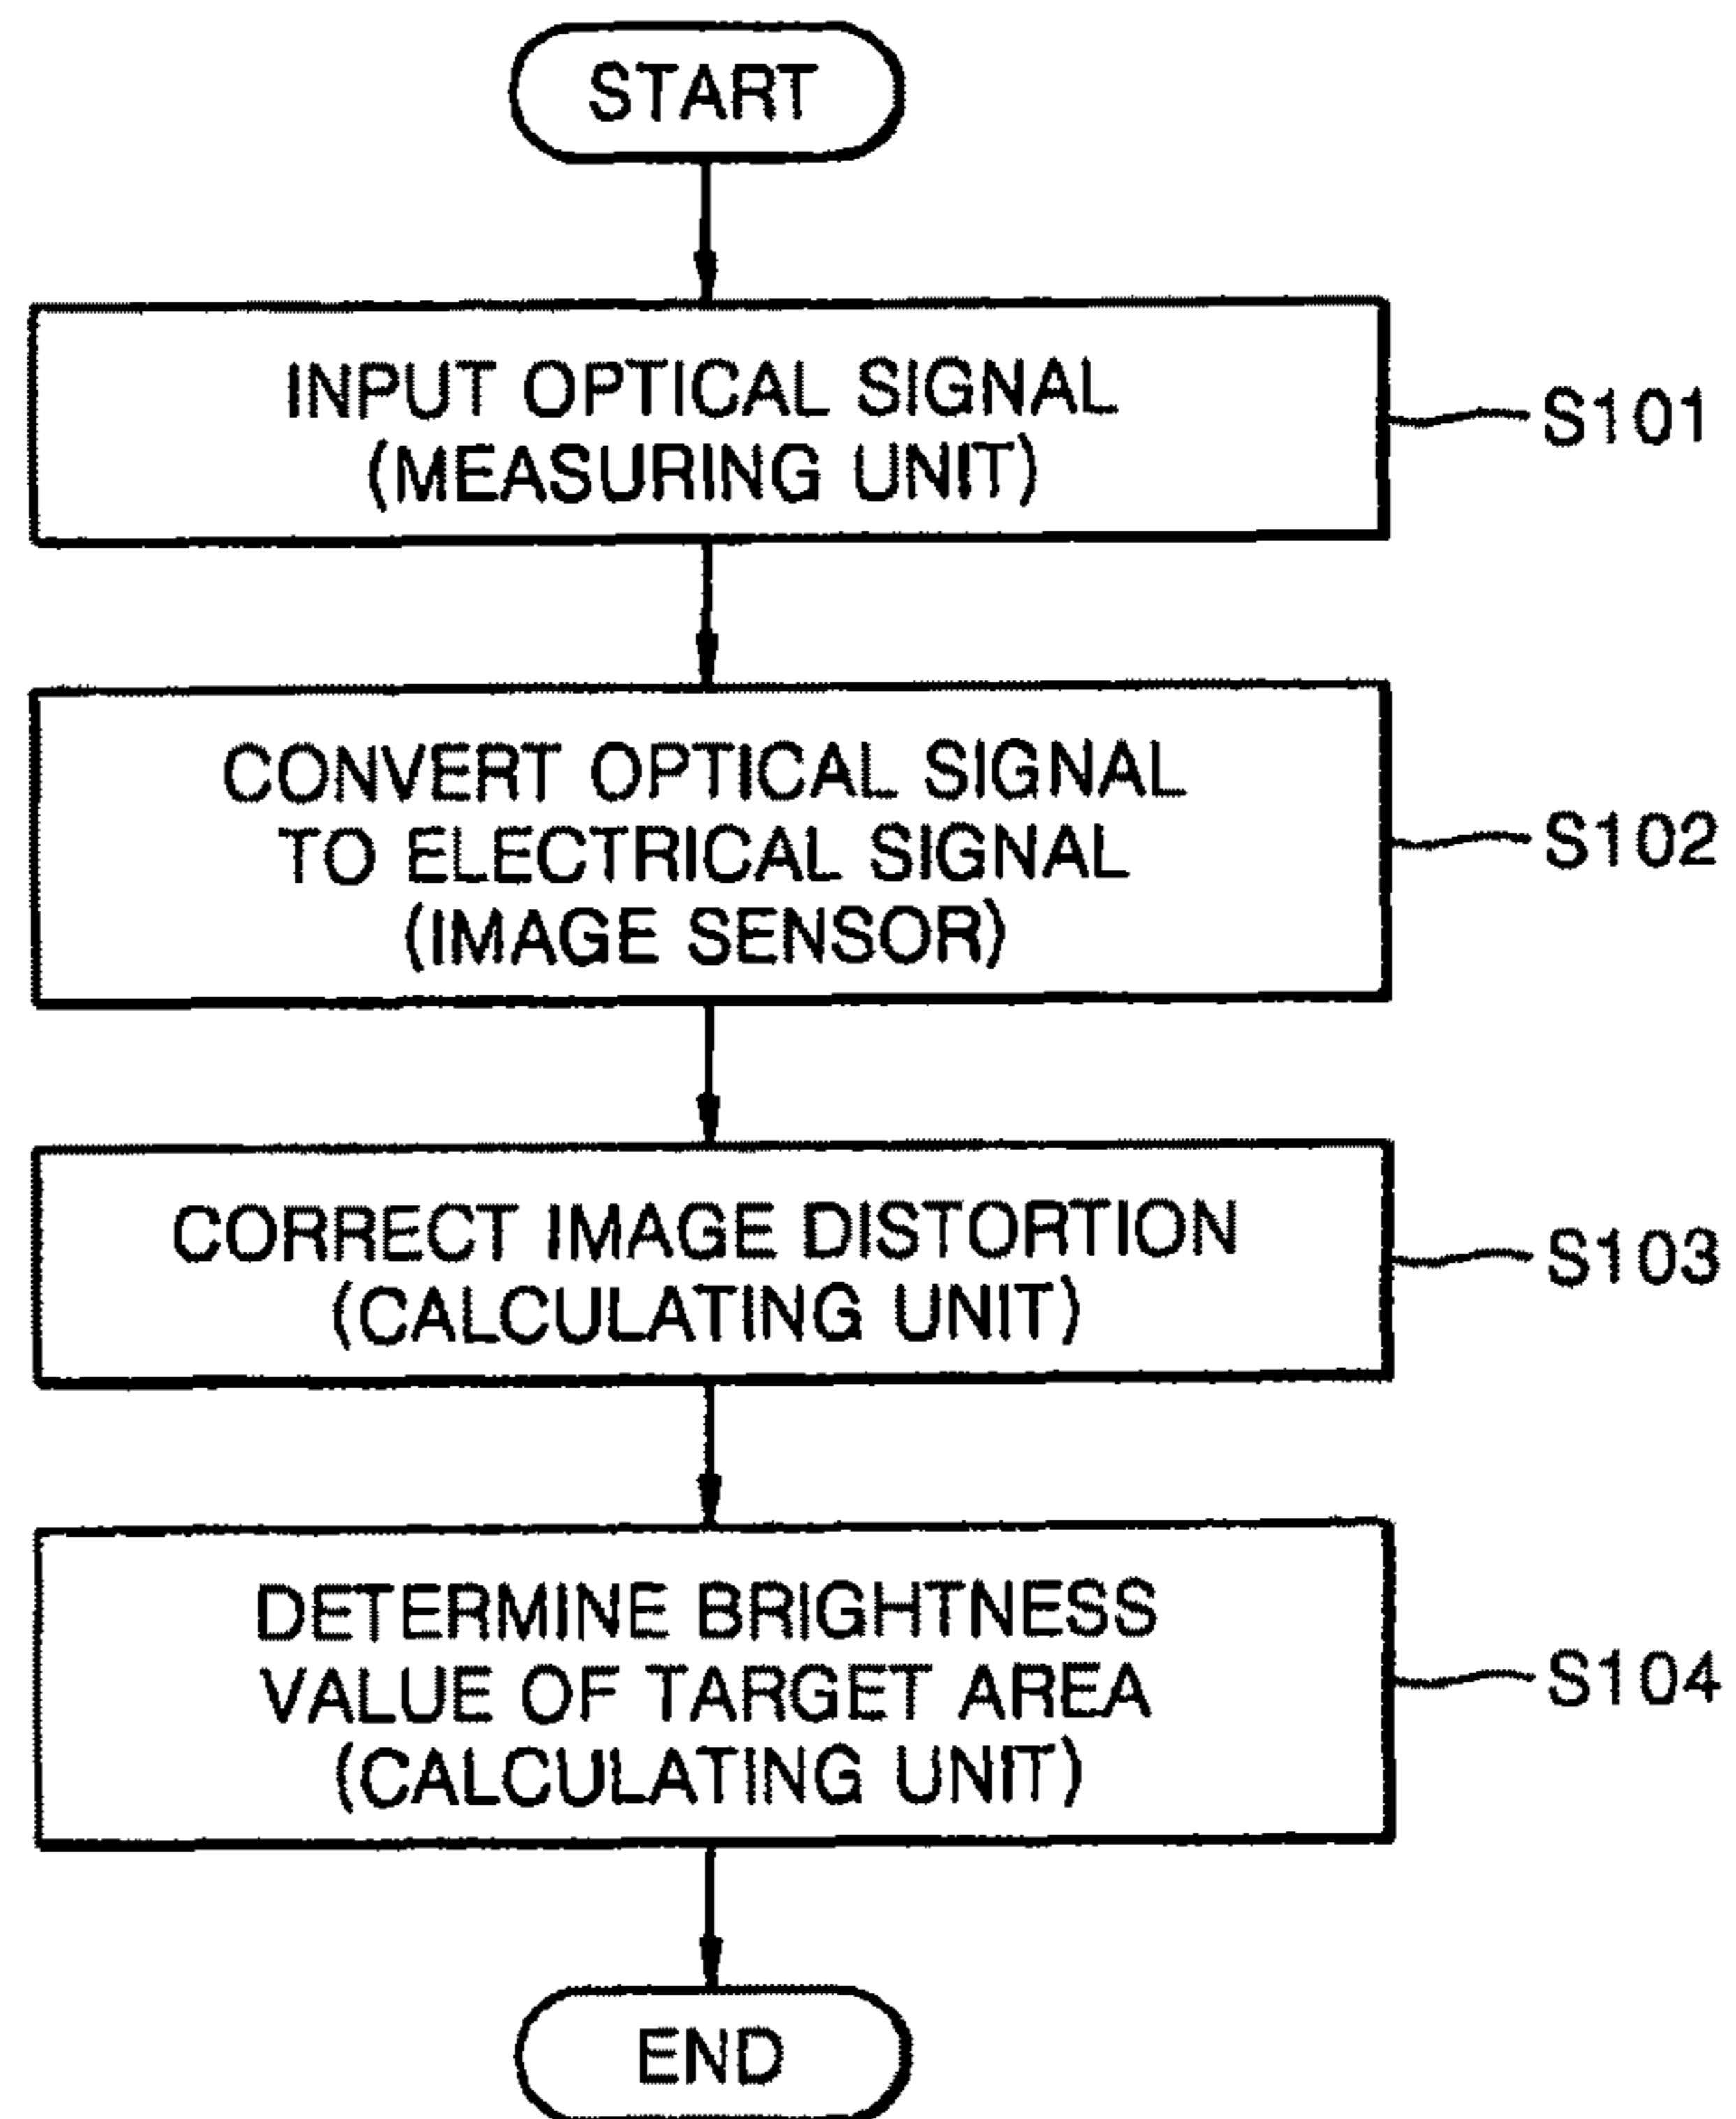 START
INPUT OPTICAL SIGNAL
(MEASURING UNIT)
S101
CONVERT OPTICAL SIGNAL
TO ELECTRICAL SIGNAL
(IMAGE SENSOR)
S102
CORRECT IMAGE DISTORTION
(CALCULATING UNIT)
S103
DETERMINE BRIGHTNESS
VALUE OF TARGET AREA
(CALCULATING UNIT)
S104
END